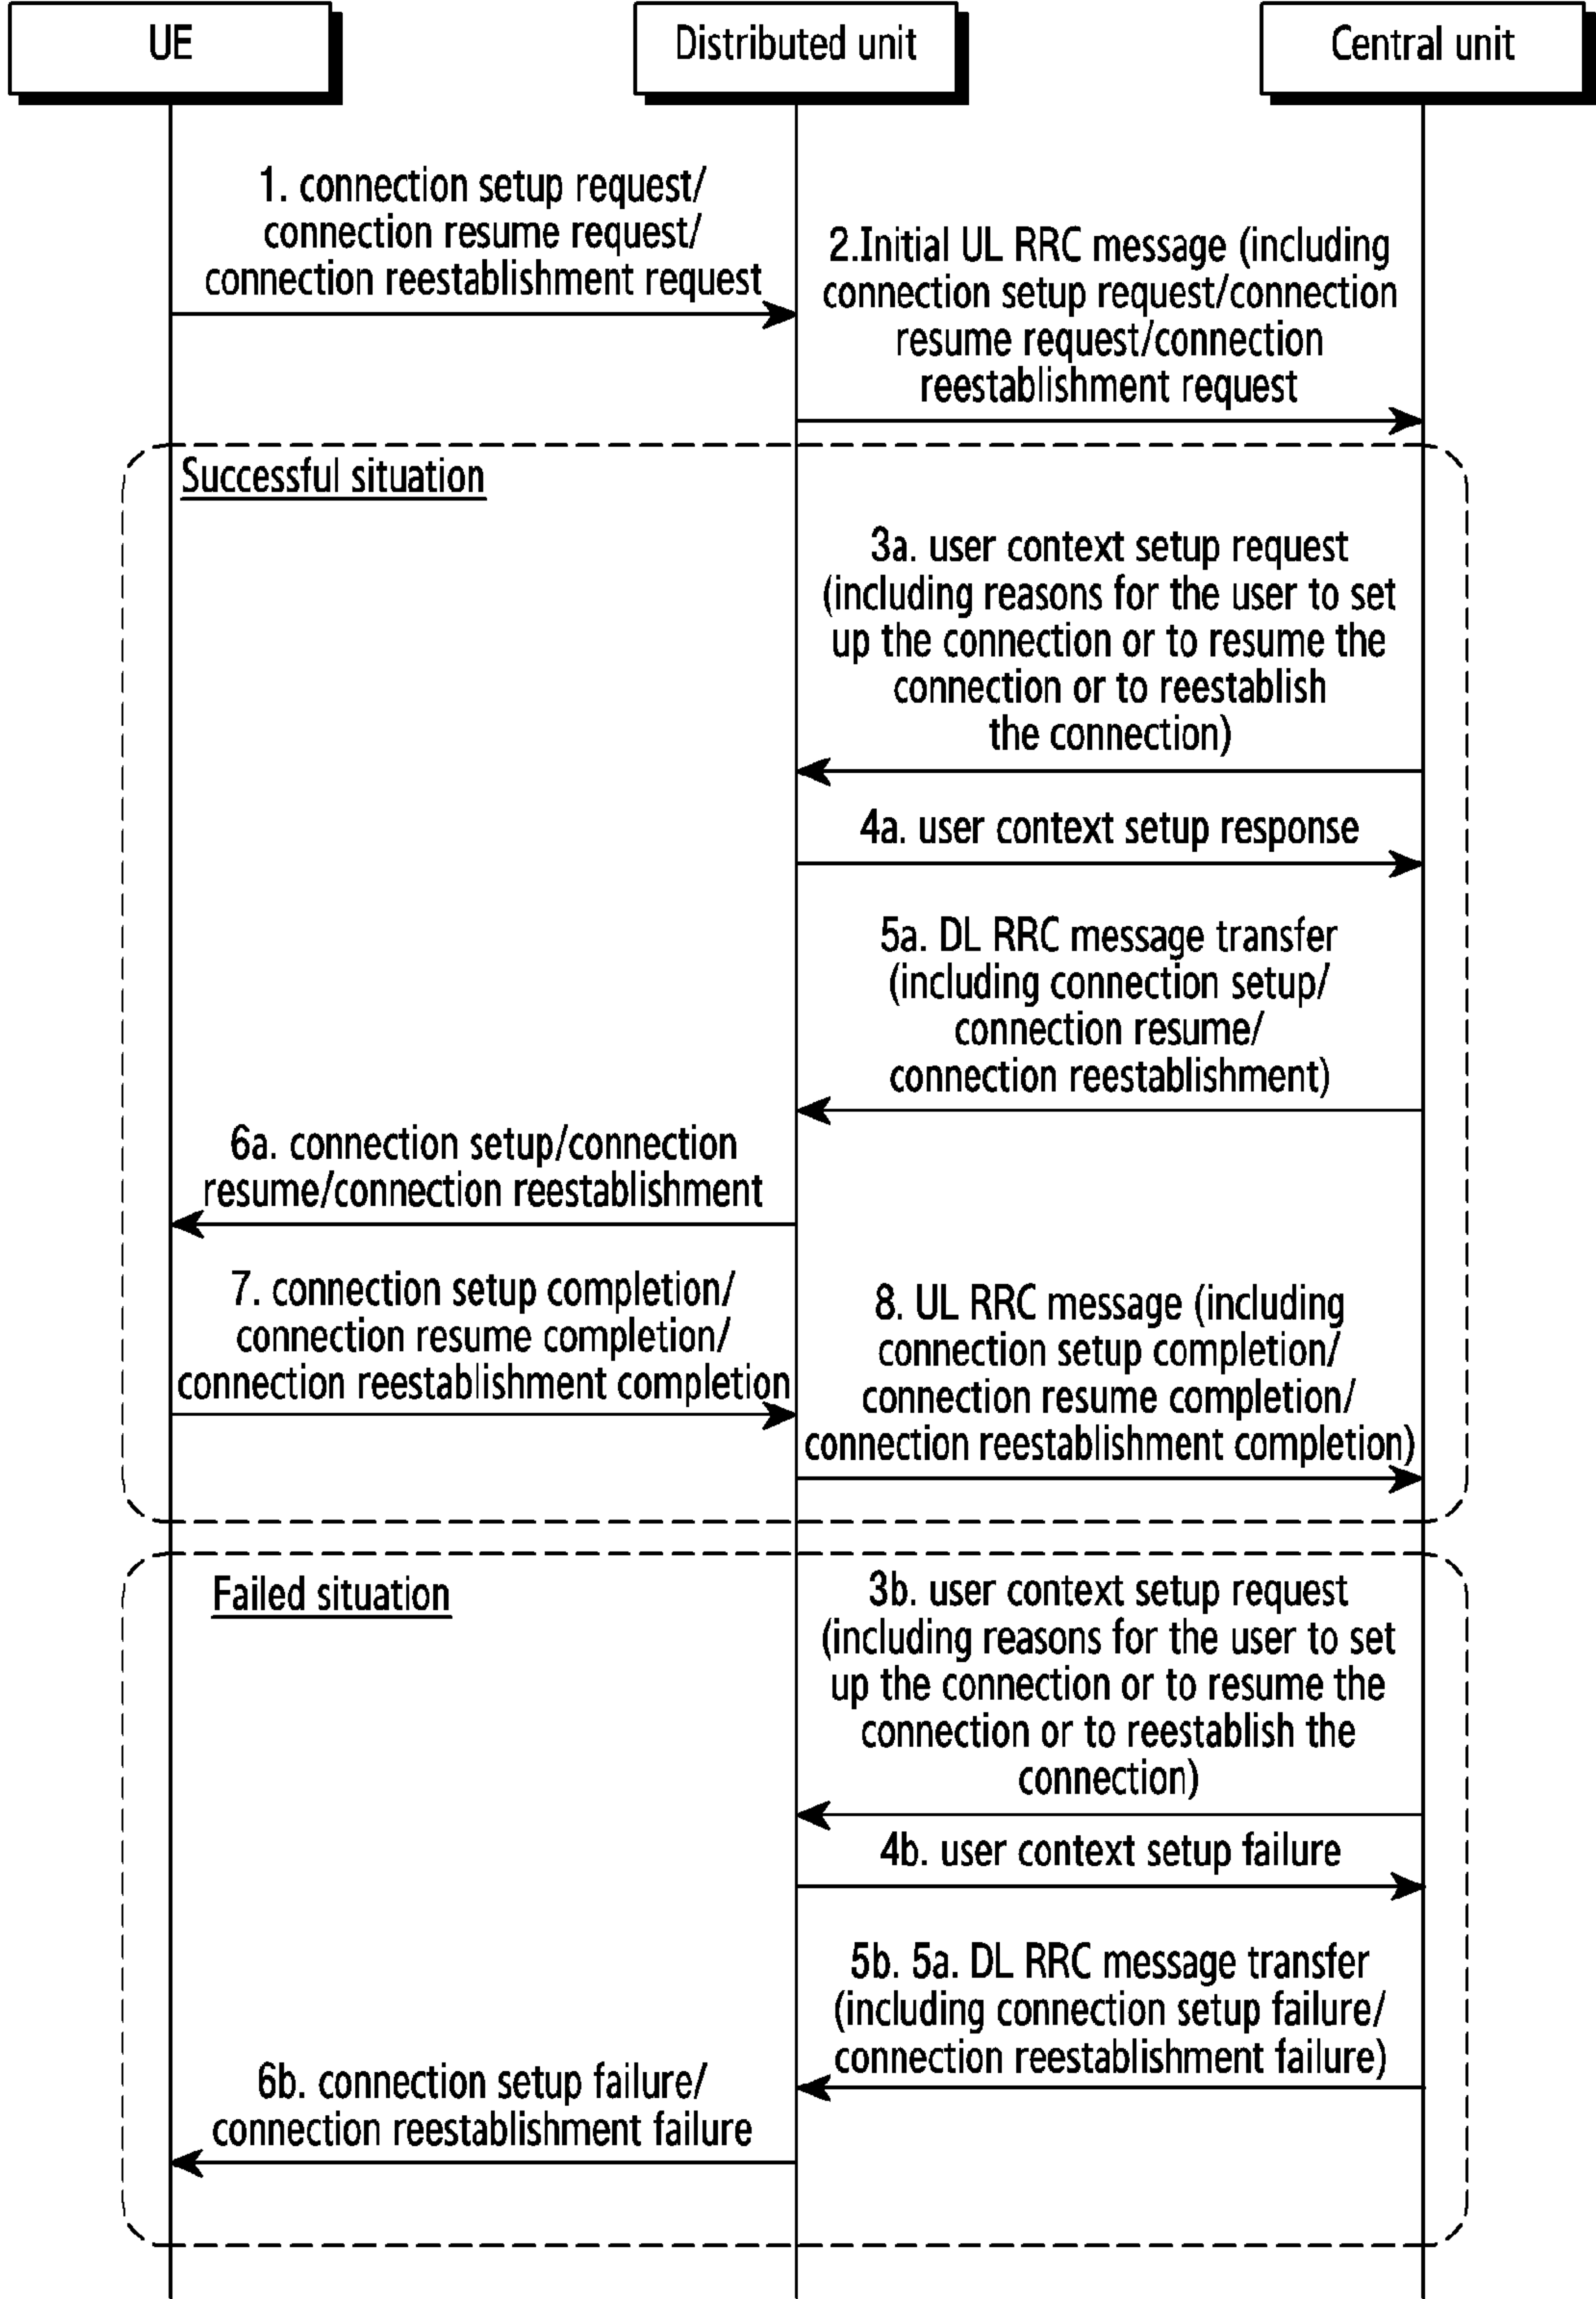 UE
Distributed unit
Central unit
1. connection setup request/
connection resume request/
connection reestablishment request
2.Initial UL RRC message (including
connection setup request/connection
resume request/connection
reestablishment request
Successful situation
3a. user context setup request
(including reasons for the user to set
up the connection or to resume the
connection or to reestablish
the connection)
4a. user context setup response
5a. DL RRC message transfer
(including connection setup/
connection resume/
connection reestablishment)
6a. connection setup/connection
resume/connection reestablishment
7. connection setup completion/
connection resume completion/
connection reestablishment completion
8. UL RRC message (including
connection setup completion/
connection resume completion/
connection reestablishment completion)
Failed situation
3b. user context setup request
(including reasons for the user to set
up the connection or to resume the
connection or to reestablish the
connection)
4b. user context setup failure
5b. 5a. DL RRC message transfer
(including connection setup failure/
connection reestablishment failure)
6b. connection setup failure/
connection reestablishment failure